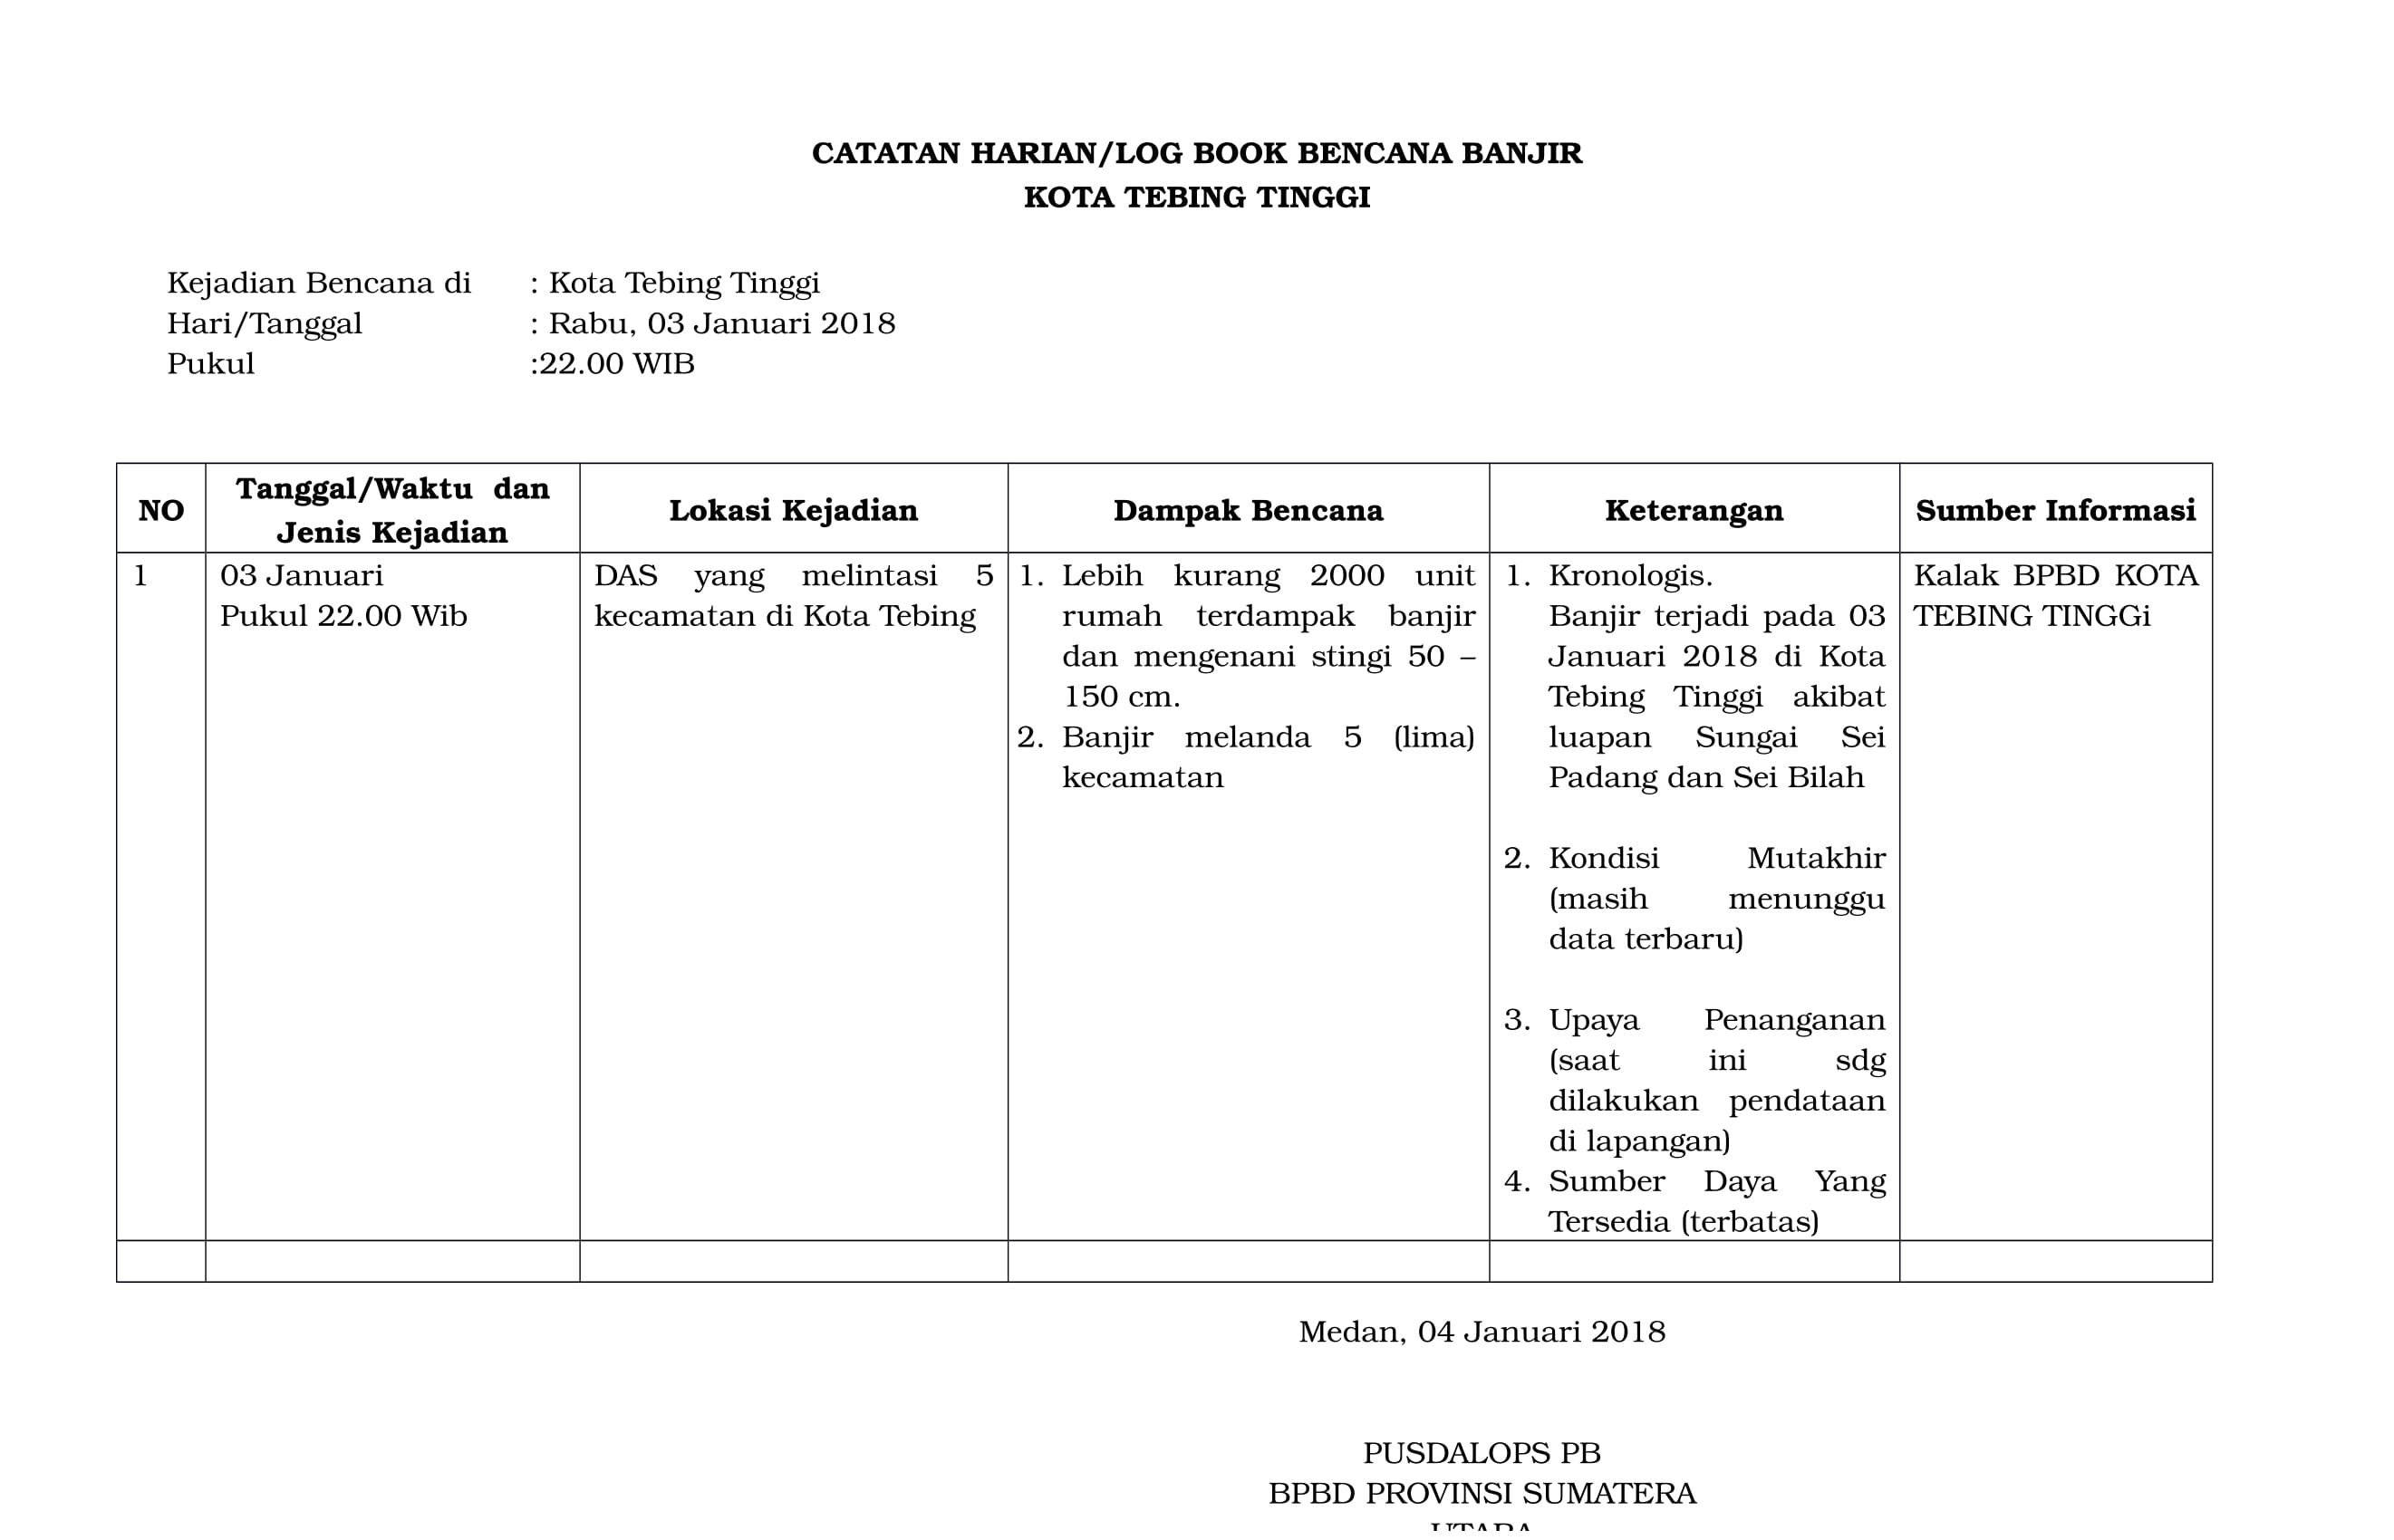 CATATAN HARIAN/LOG BOOK BENCANA BANJIR
KOTA TEBING TINGGI
Kejadian Bencana di : Kota Tebing Tinggi
Hari/Tanggal : Rabu, 03 Januari 2018
Pukul :22.00 WIB
NO
Tanggal/Waktu dan
Jenis Kejadian
Lokasi Kejadian
Dampak Bencana
Keterangan
Sumber Informasi
1
03 Januari
Pukul 22.00 Wib
DAS yang melintasi 5
kecamatan di Kota Tebing
1. Lebih kurang 2000 unit
rumah terdampak banjir
dan mengenani stingi 50 –
150 cm.
2. Banjir melanda 5 (lima)
kecamatan
1. Kronologis.
Banjir terjadi pada 03
Januari 2018 di Kota
Tebing Tinggi akibat
luapan Sungai Sei
Padang dan Sei Bilah
2. Kondisi Mutakhir
(masih menunggu
data terbaru)
3. Upaya Penanganan
(saat ini sdg
dilakukan pendataan
di lapangan)
4. Sumber Daya Yang
Tersedia (terbatas)
Kalak BPBD KOTA
TEBING TINGGi
Medan, 04 Januari 2018
PUSDALOPS PB
BPBD PROVINSI SUMATERA
UTARA